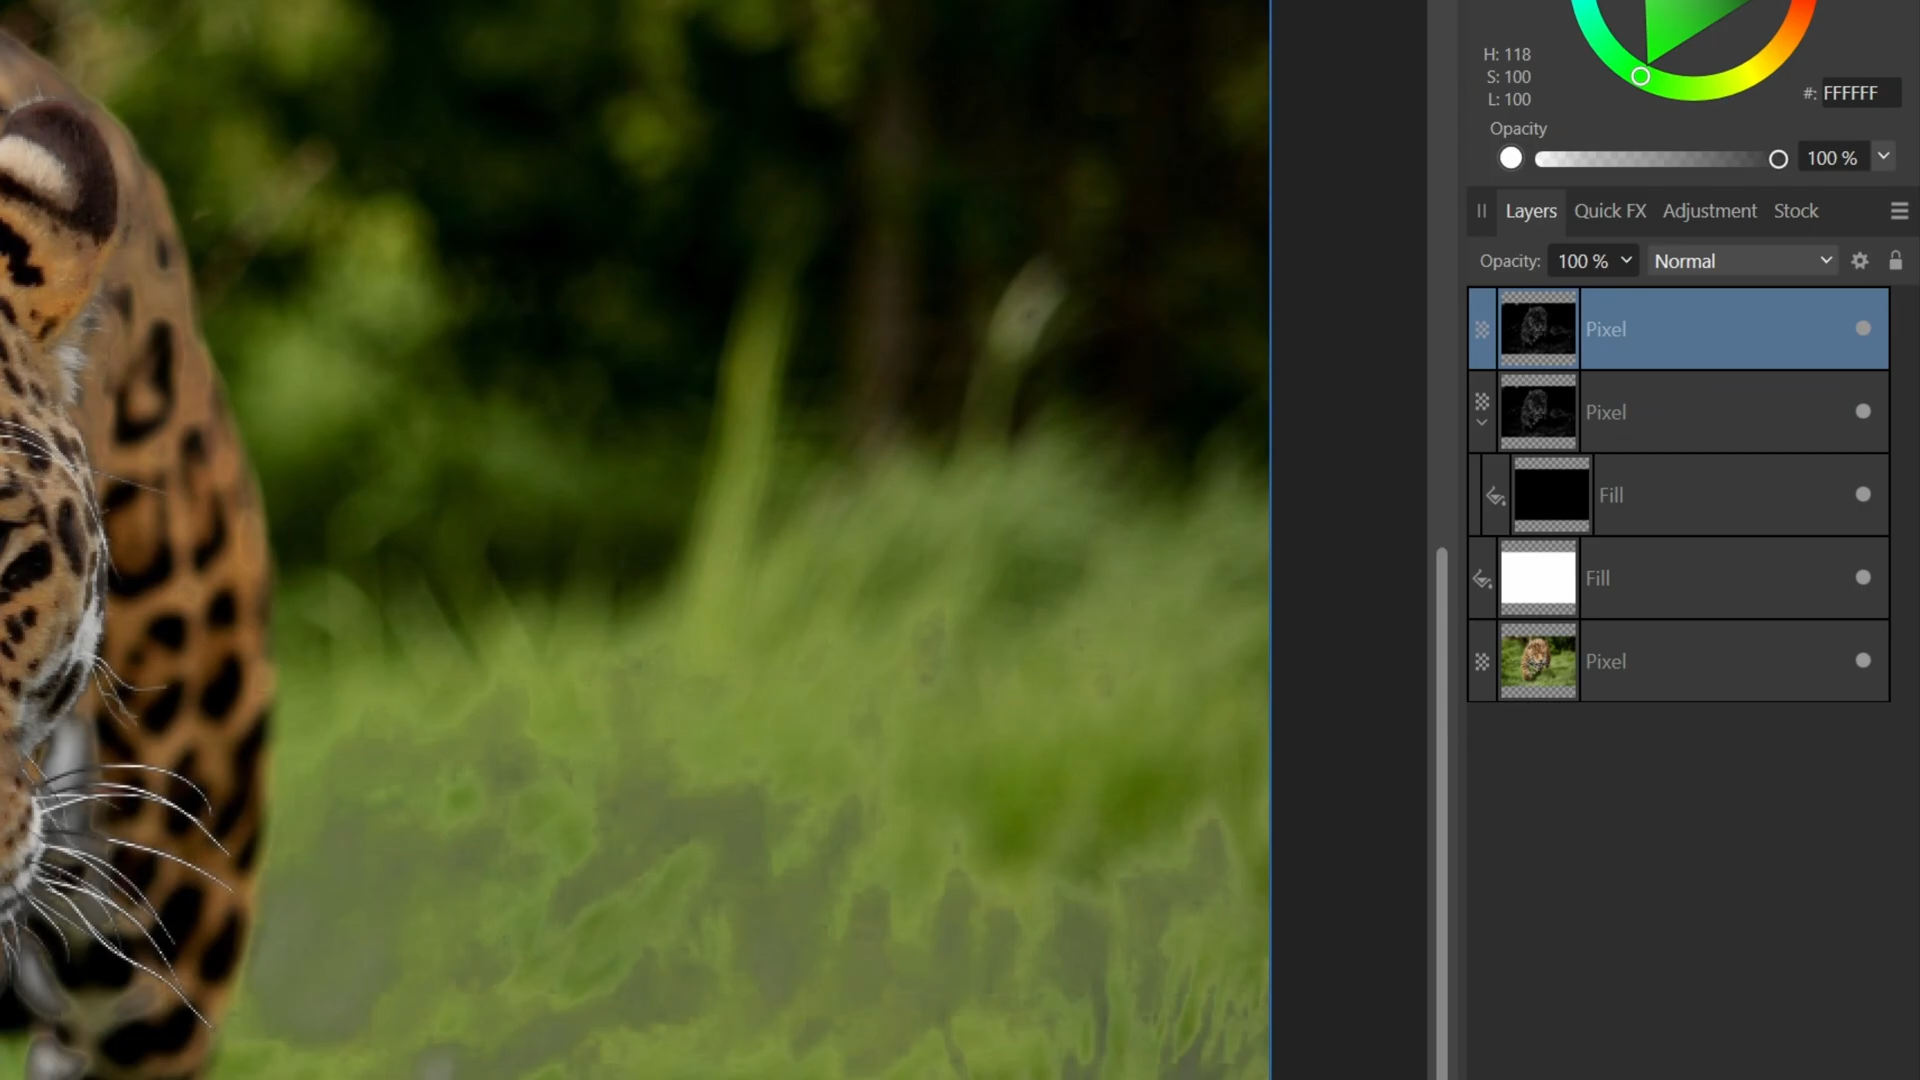 H: 118
S: 100
L: 100
#: FFFFFF
Opacity
100 %
Layers Quick FX Adjustment Stock
Opacity: 100 % Normal
Pixel
Pixel
Fill
Fill
Pixel